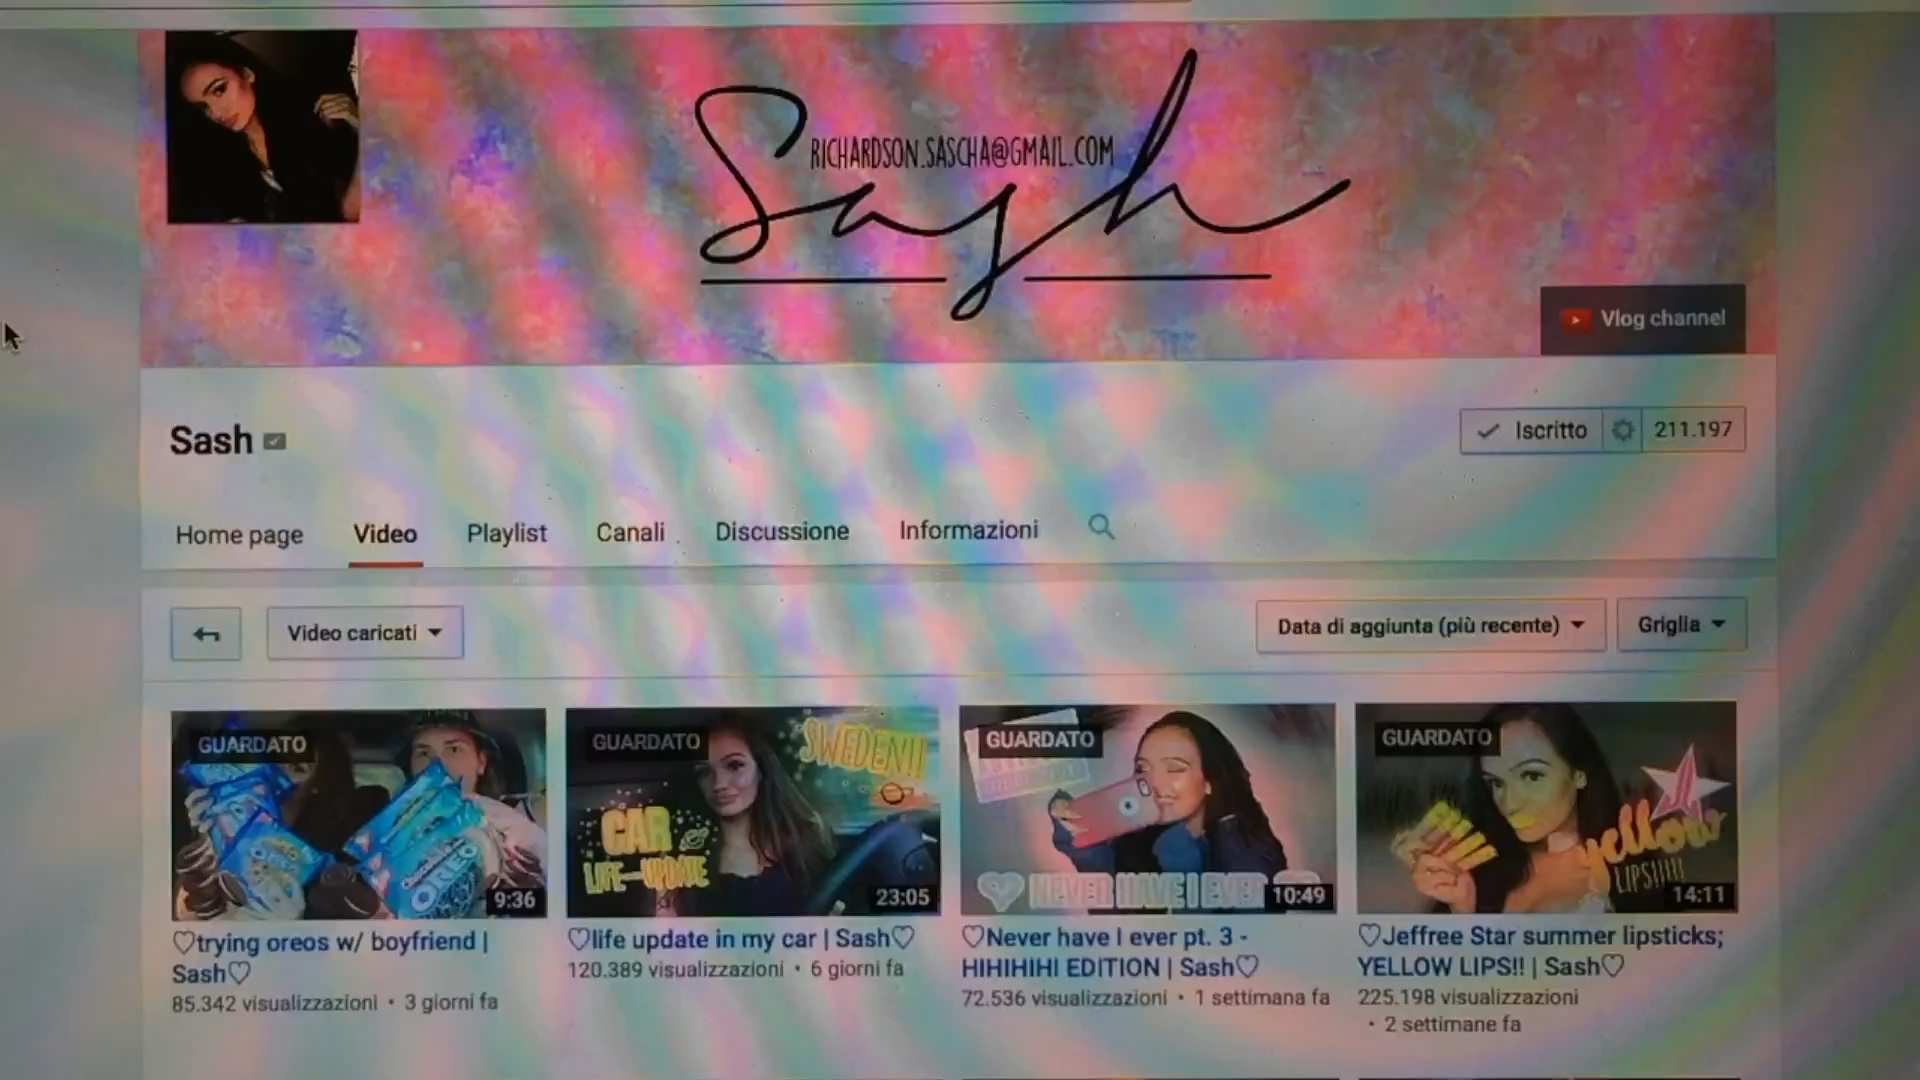 RICHARDSON.SASCHA@GMAIL.COM
Sash
Vlog channel
Sash
Iscritto 211.197
Home page Video Playlist Canali Discussione Informazioni
Video caricati Data di aggiunta (più recente) Griglia
GUARDATO
9:36
♡trying oreos w/ boyfriend |
Sash♡
85.342 visualizzazioni • 3 giorni fa
OREO
GUARDATO
SWEDEN!!
CAR
LIFE-UPDATE
23:05
♡life update in my car | Sash♡
120.389 visualizzazioni • 6 giorni fa
GUARDATO
NEVER HAVE I EVER
10:49
♡Never have I ever pt. 3 -
HIHIHIHI EDITION | Sash♡
72.536 visualizzazioni • 1 settimana fa
GUARDATO
yellow
LIPS!!!!!
14:11
♡Jeffree Star summer lipsticks;
YELLOW LIPS!! | Sash♡
225.198 visualizzazioni
• 2 settimane fa